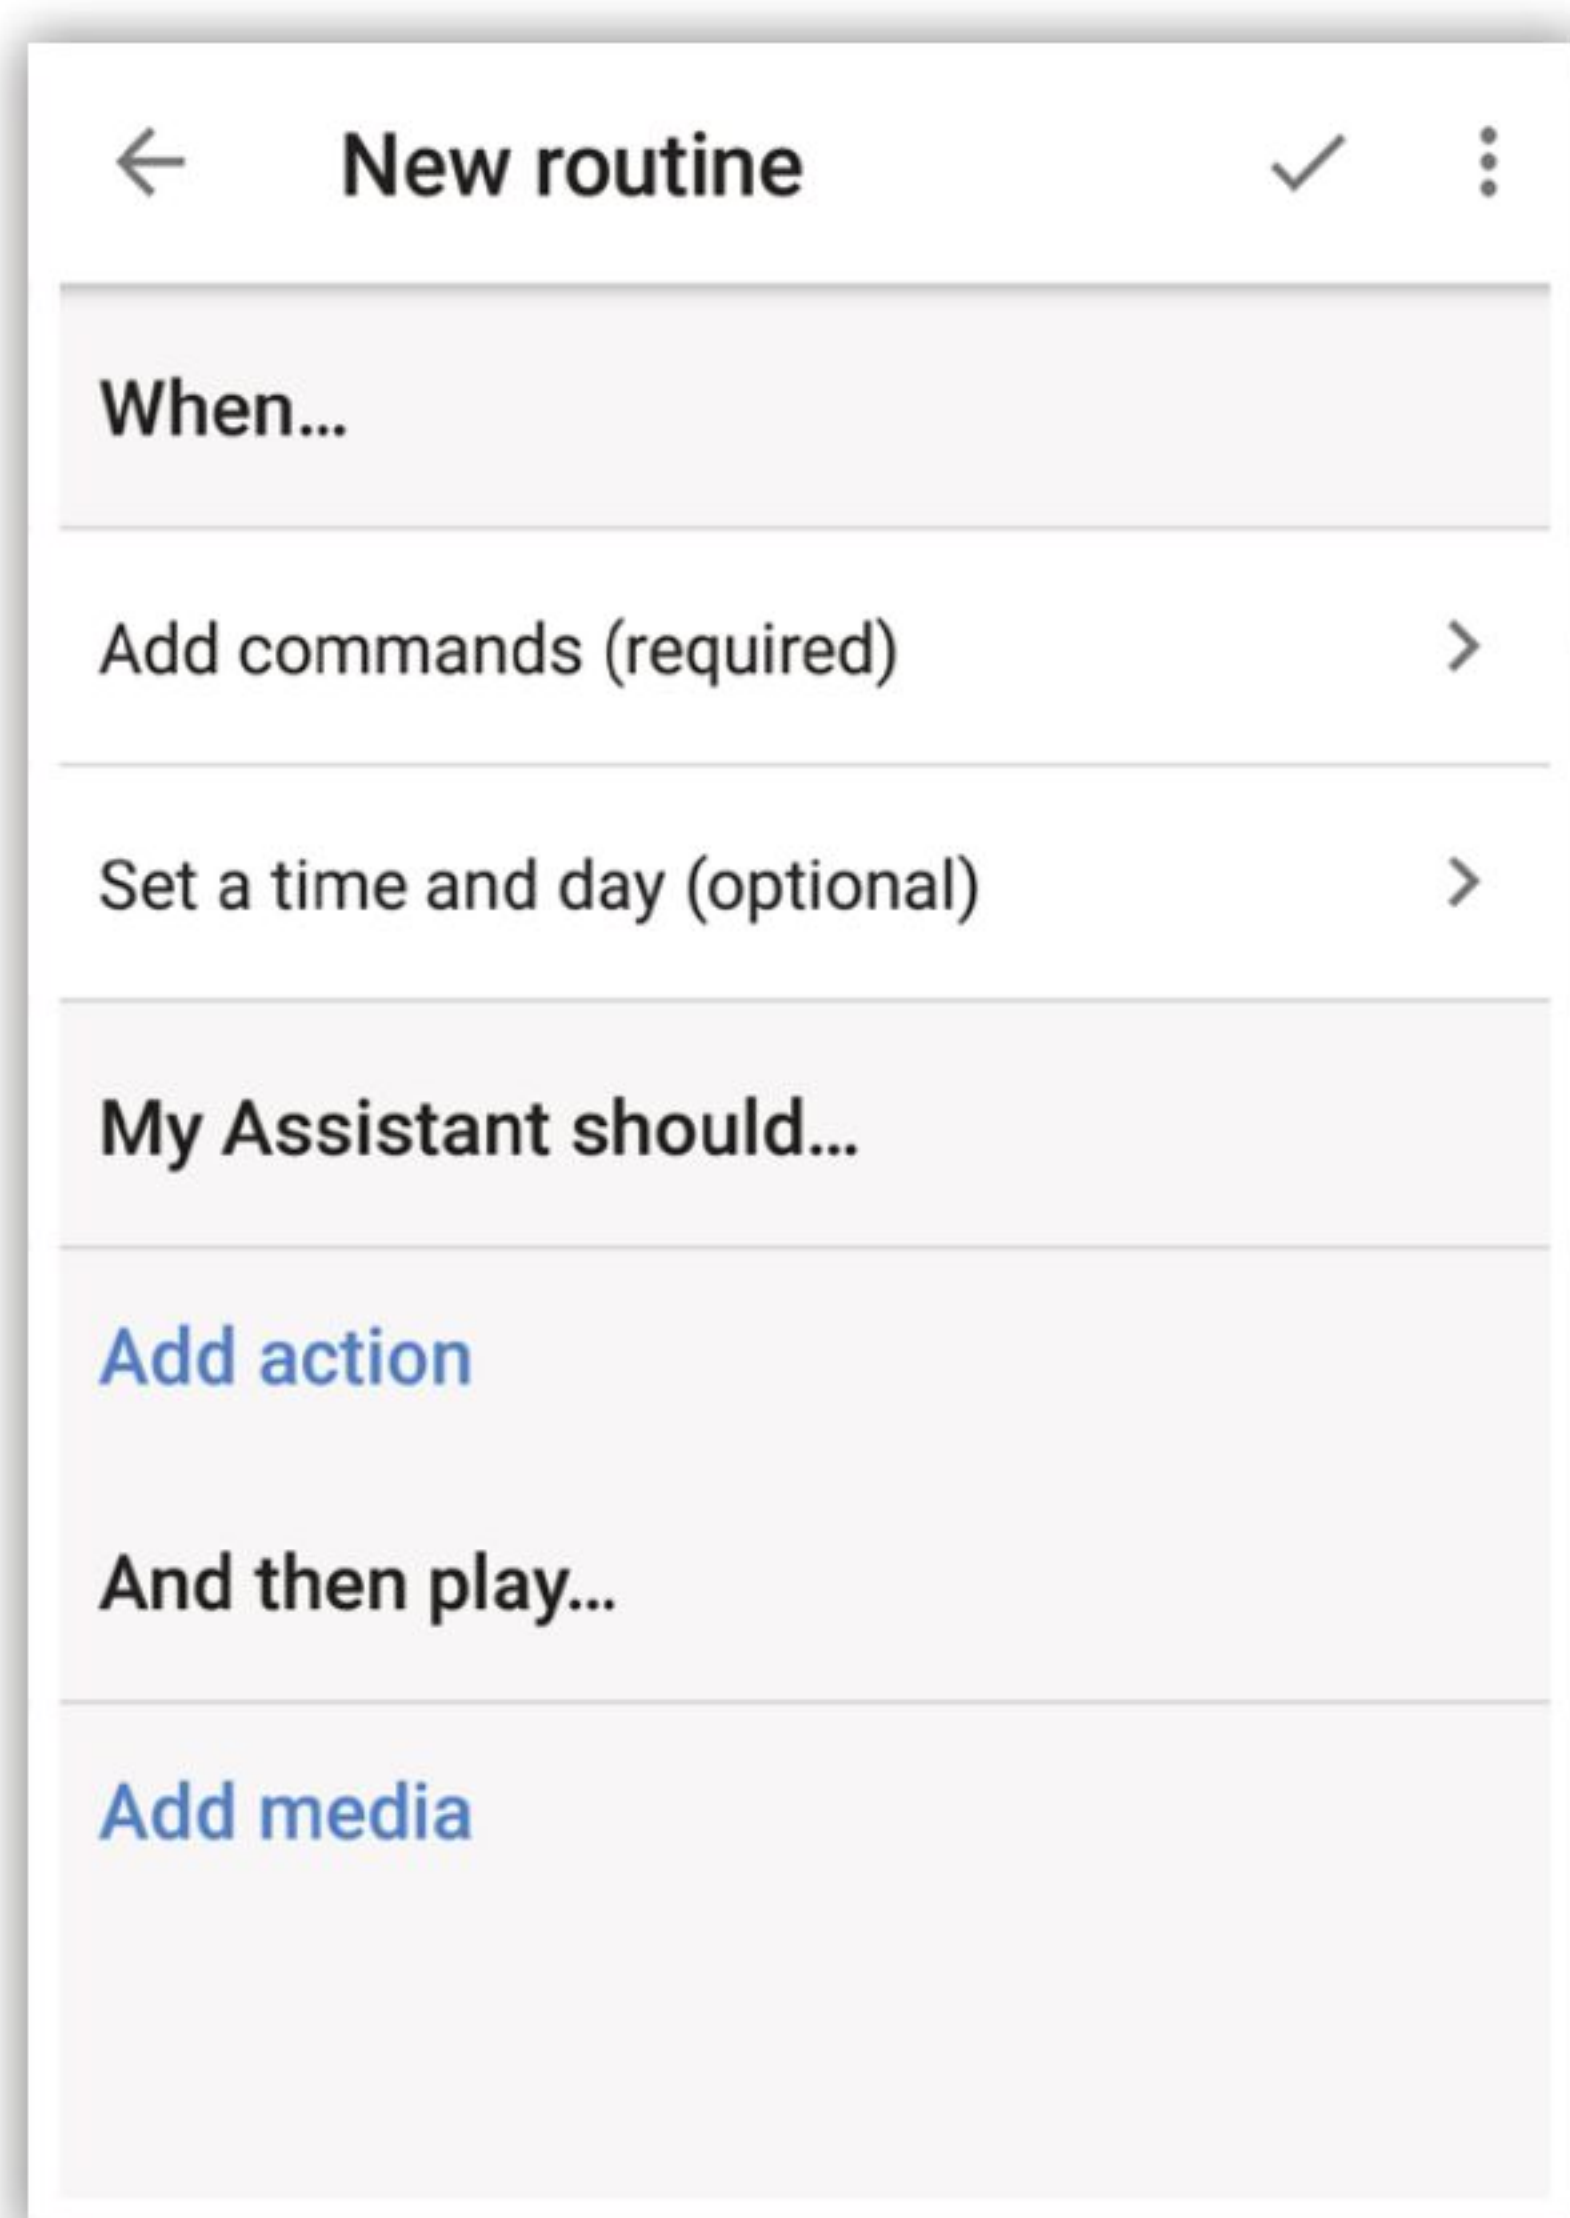 New routine
When...
Add commands (required)
Set a time and day (optional)
My Assistant should...
Add action
And then play...
Add media